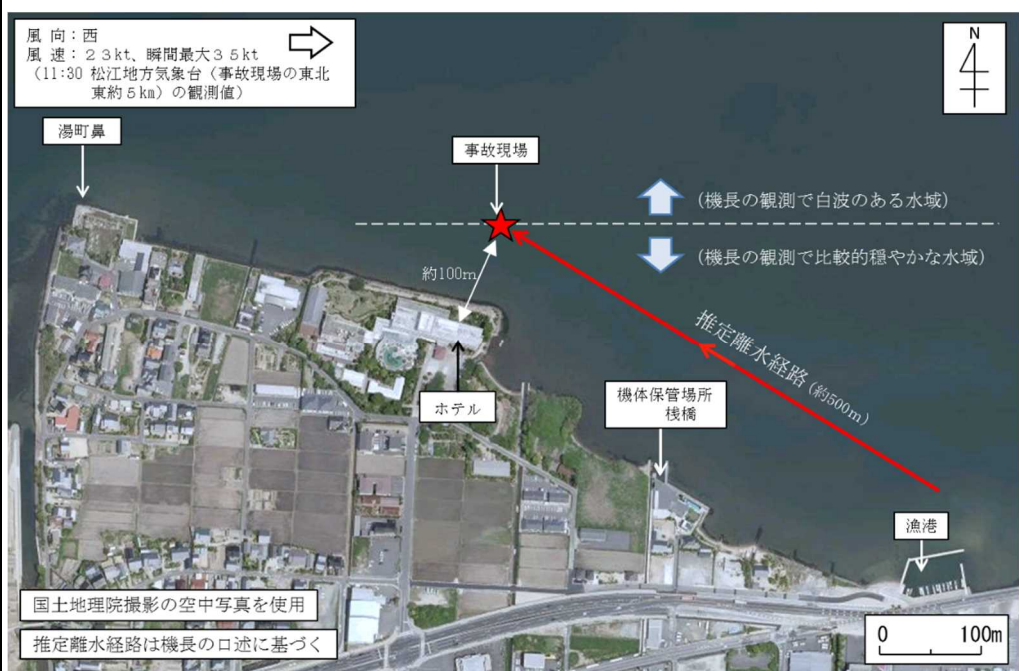 風 向：西
風 速：２３kt、瞬間最大３５kt
（11:30 松江地方気象台（事故現場の東北
東約５km）の観測値）
N
湯町鼻
事故現場
（機長の観測で白波のある水域）
（機長の観測で比較的穏やかな水域）
約100m
推定離水経路（約500m）
ホテル
機体保管場所
桟橋
漁港
国土地理院撮影の空中写真を使用
推定離水経路は機長の口述に基づく
0 100m